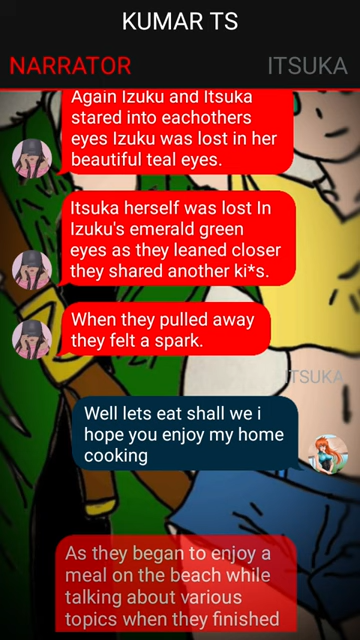 KUMAR TS
NARRATOR
ITSUKA
Again Izuku and Itsuka
stared into eachothers
eyes Izuku was lost in her
beautiful teal eyes.
Itsuka herself was lost In
Izuku's emerald green
eyes as they leaned closer
they shared another ki*s.
When they pulled away
they felt a spark.
ITSUKA
Well lets eat shall we i
hope you enjoy my home
cooking
As they began to enjoy a
meal on the beach while
talking about various
topics when they finished